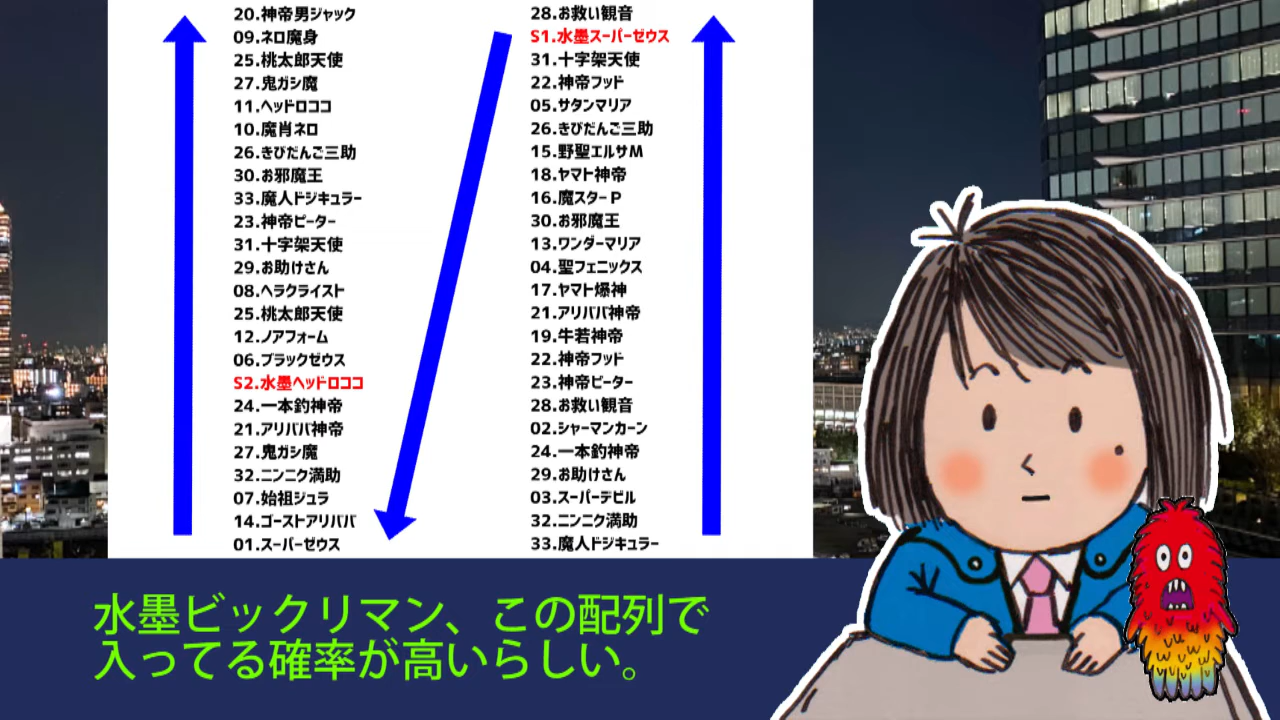 20.神帝男ジャック
09.ネロ魔身
25.桃太郎天使
27.鬼ガシ魔
11.ヘッドロココ
10.魔肖ネロ
26.きびだんご三助
30.お邪魔王
33.魔人ドジキュラー
23.神帝ピーター
31.十字架天使
29.お助けさん
08.ヘラクライスト
25.桃太郎天使
12.ノアフォーム
06.ブラックゼウス
S2.水墨ヘッドロココ
24.一本釣神帝
21.アリババ神帝
27.鬼ガシ魔
32.ニンニク満助
07.始祖ジュラ
14.ゴーストアリババ
01.スーパーゼウス
28.お救い観音
S1.水墨スーパーゼウス
31.十字架天使
22.神帝フッド
05.サタンマリア
26.きびだんご三助
15.野聖エルサM
18.ヤマト神帝
16.魔スターP
30.お邪魔王
13.ワンダーマリア
04.聖フェニックス
17.ヤマト爆神
21.アリババ神帝
19.牛若神帝
22.神帝フッド
23.神帝ピーター
28.お救い観音
02.シャーマンカーン
24.一本釣神帝
29.お助けさん
03.スーパーデビル
32.ニンニク満助
33.魔人ドジキュラー
水墨ビックリマン、この配列で
入ってる確率が高いらしい。